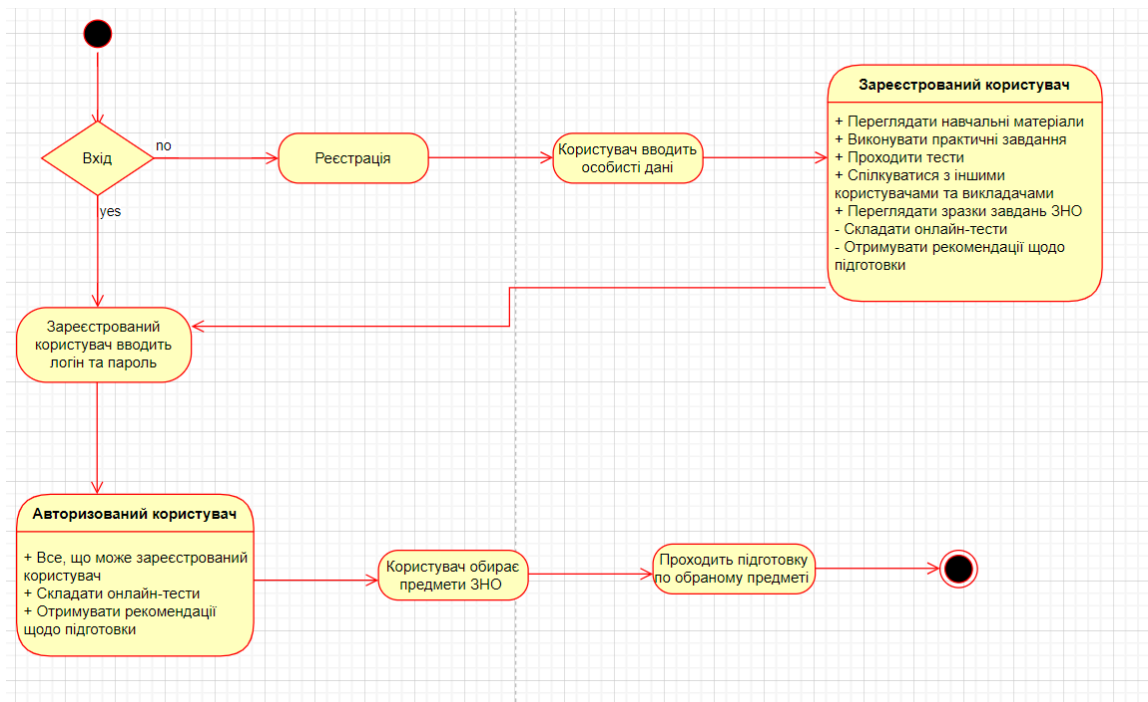 Вхід
no
yes
Реєстрація
Користувач вводить
особисті дані
Зареєстрований користувач
+ Переглядати навчальні матеріали
+ Виконувати практичні завдання
+ Проходити тести
+ Спілкуватися з іншими
користувачами та викладачами
+ Переглядати зразки завдань ЗНО
- Складати онлайн-тести
- Отримувати рекомендації щодо
підготовки
Зареєстрований
користувач вводить
логін та пароль
Авторизований користувач
+ Все, що може зареєстрований
користувач
+ Складати онлайн-тести
+ Отримувати рекомендації
щодо підготовки
Користувач обирає
предмети ЗНО
Проходить підготовку
по обраному предметі